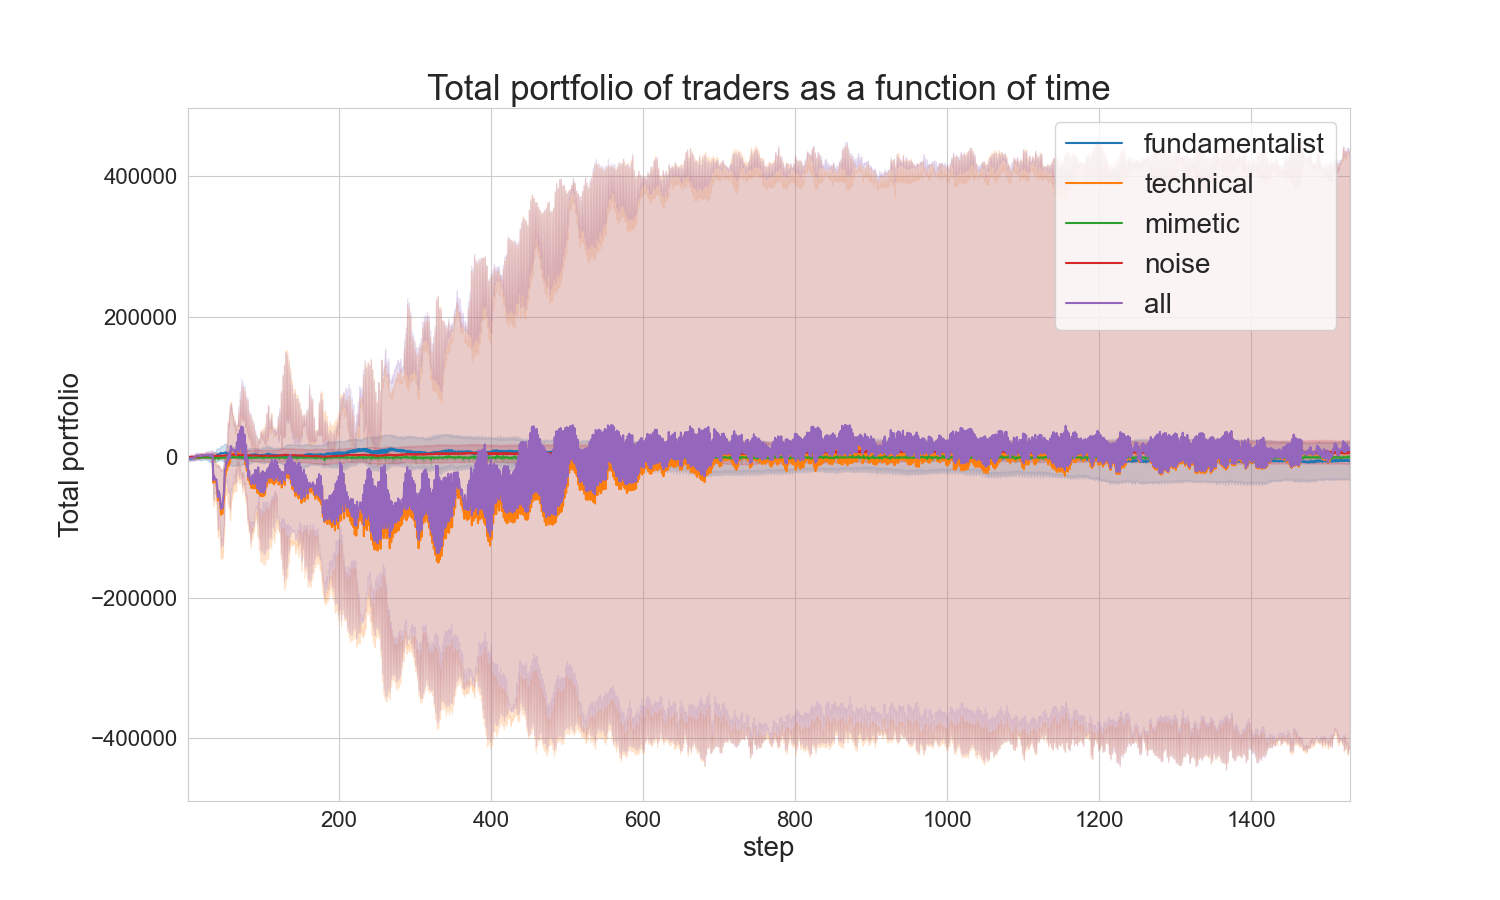 Total portfolio of traders as a function of time
Total portfolio
400000
200000
0
−200000
−400000
fundamentalist
technical
mimetic
noise
all
200 400 600 800 1000 1200 1400
step